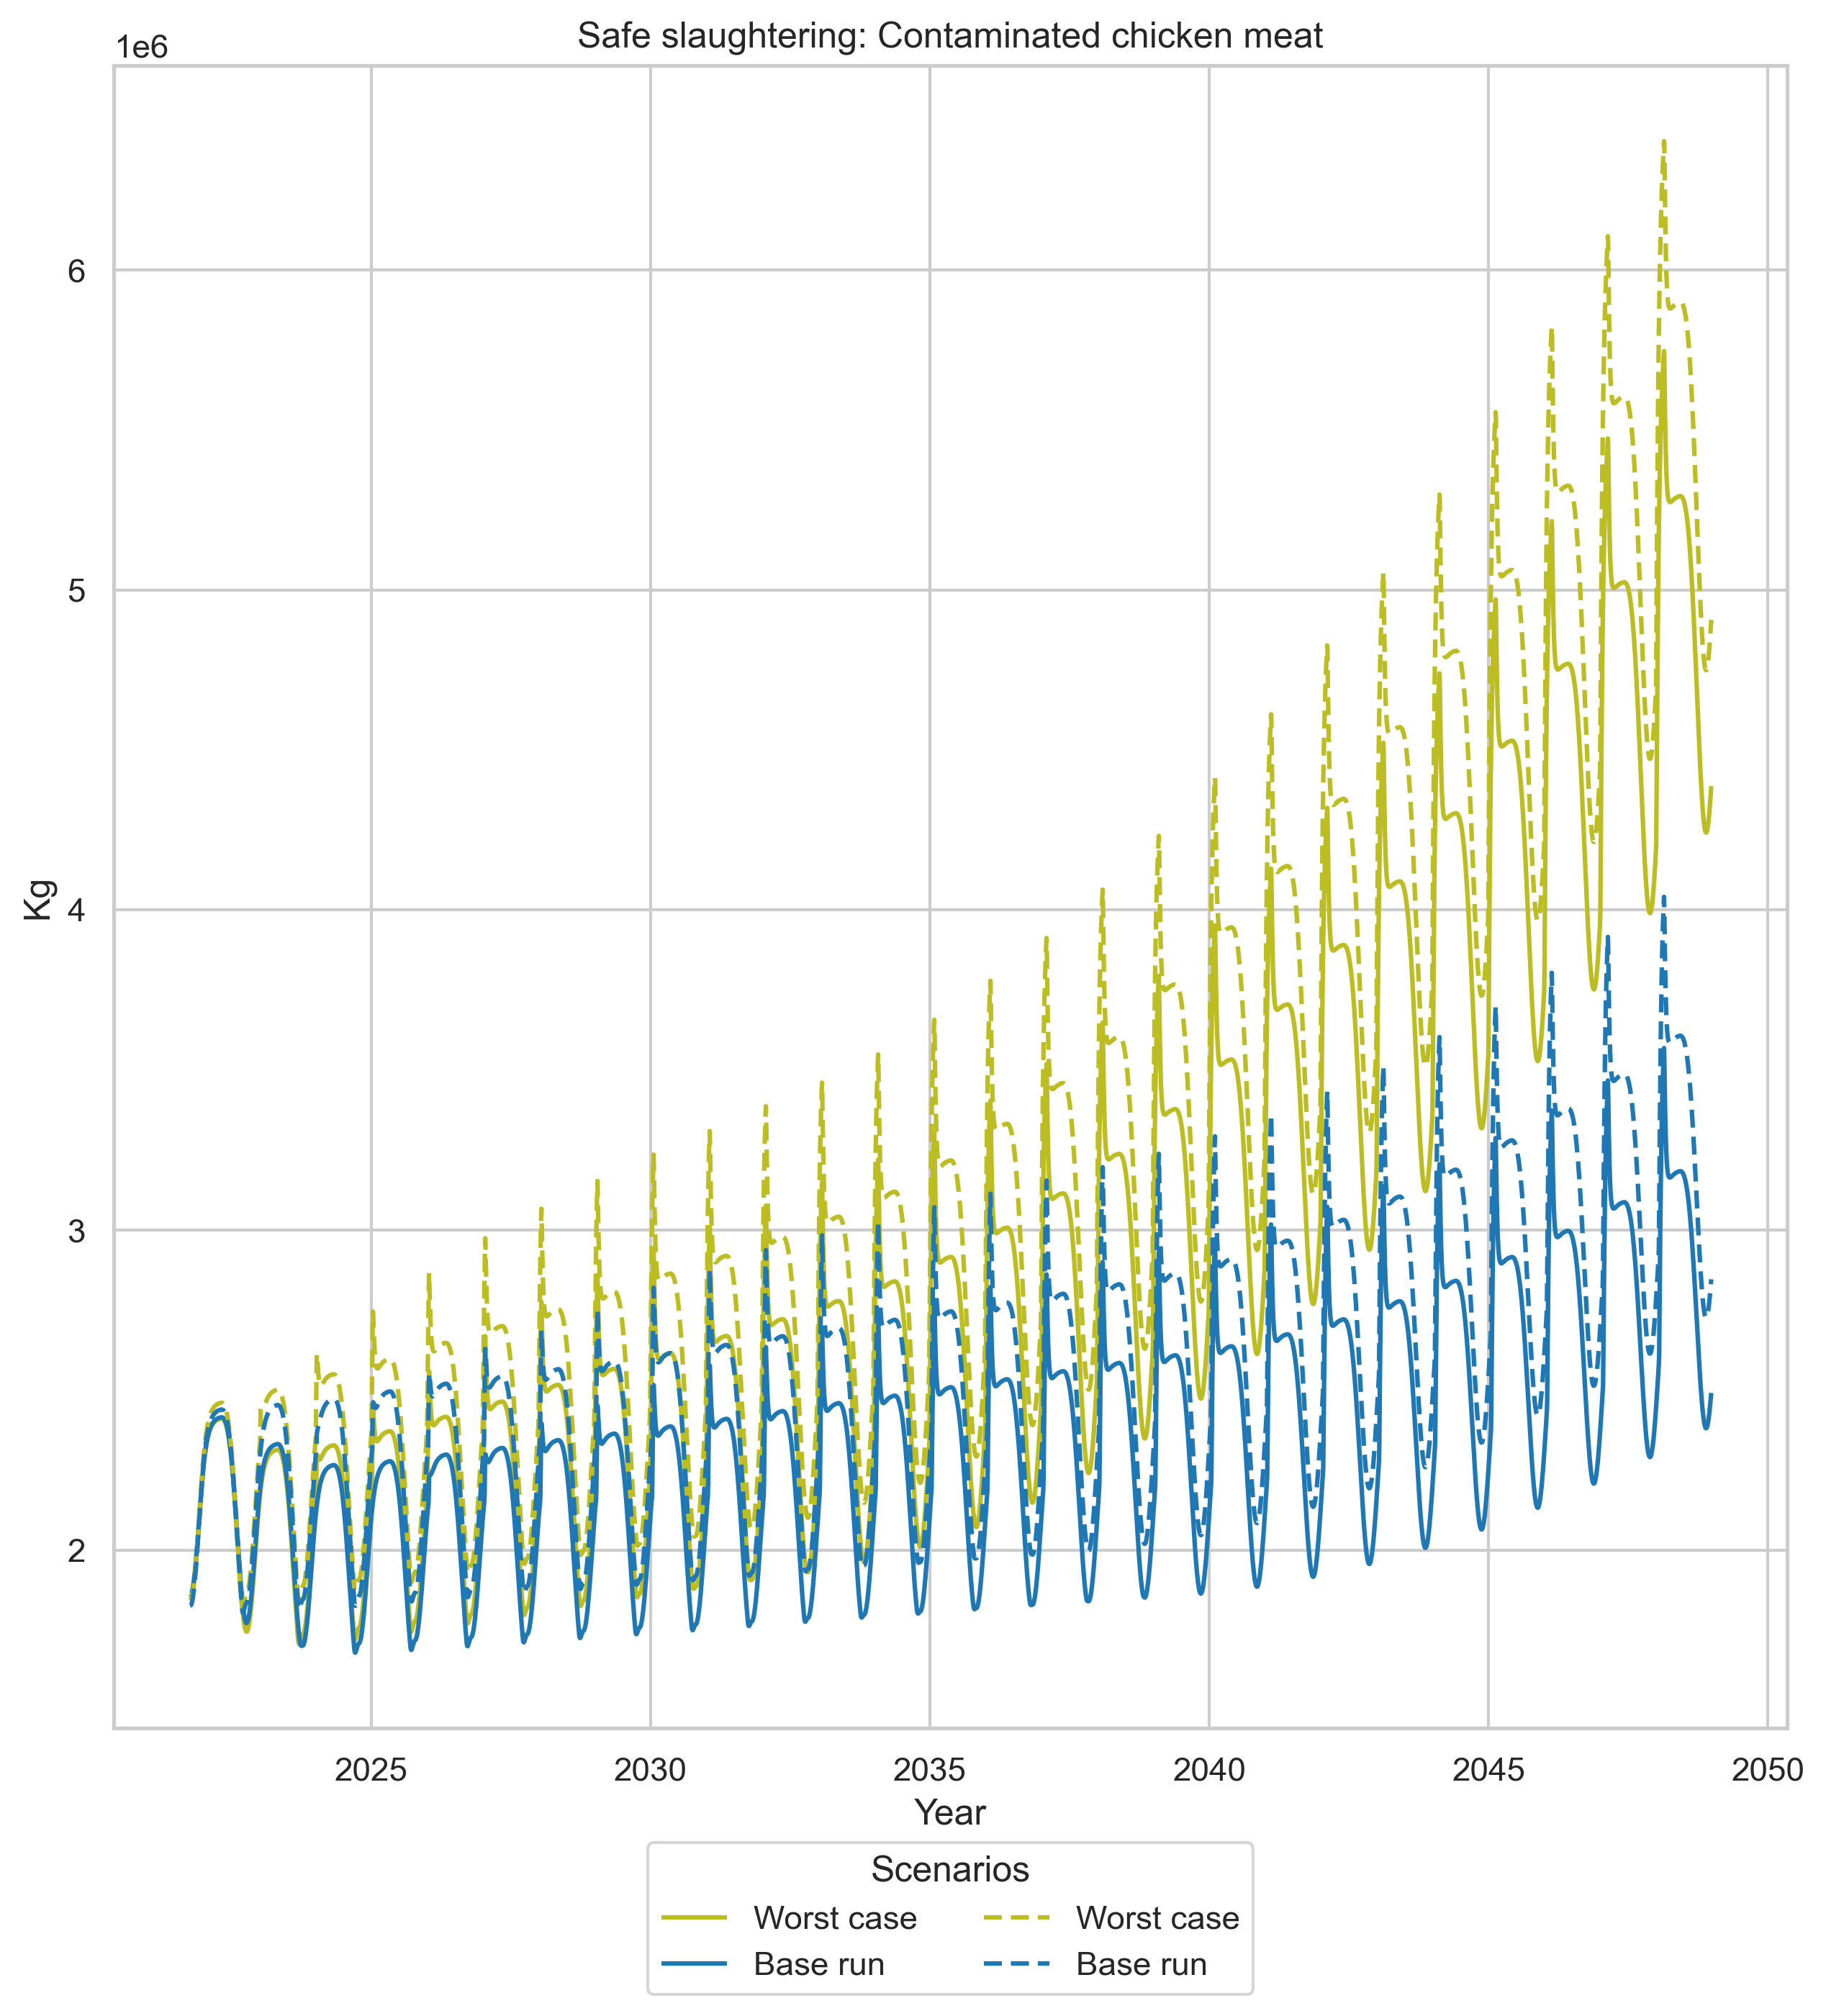 Safe slaughtering: Contaminated chicken meat
1e6
6
5
4
3
2
Kg
2025 2030 2035 2040 2045 2050
Year
Scenarios
Worst case Worst case
Base run Base run